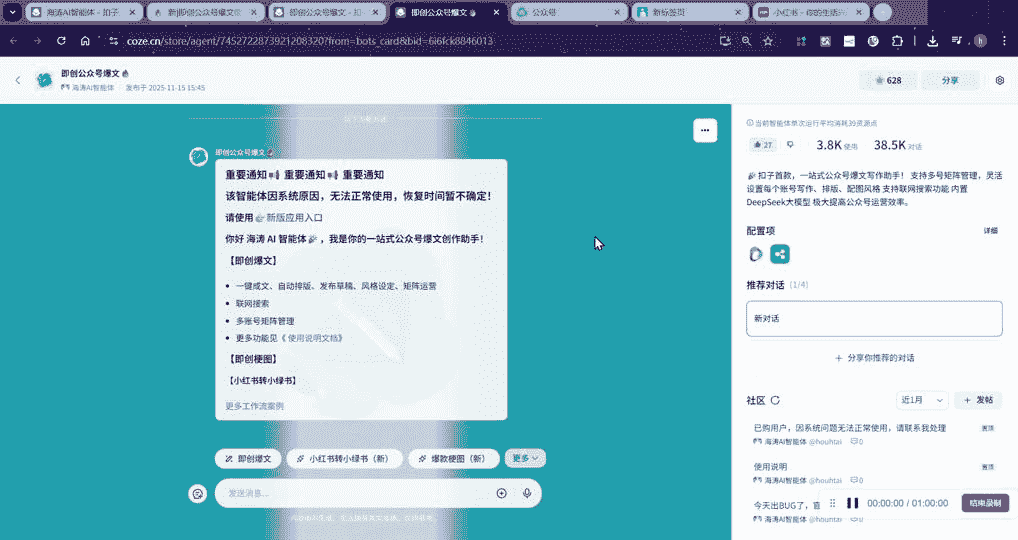 海涛AI智能体 - 扣子
即创公众号爆文 - 扣
即创公众号爆文🔥
公众号
新标签页
小红书 - 你的生活兴
即创公众号爆文🔥
海涛AI智能体
发布于 2025-11-15 15:45
628
分享
即创公众号爆文🔥
重要通知📢 重要通知📢 重要通知
该智能体因系统原因，无法正常使用，恢复时间暂不确定！
请使用👉 新版应用入口
你好 海涛 AI 智能体🎉 ，我是你的一站式公众号爆文创作助手！
【即创爆文】
• 一键成文、自动排版、发布草稿、风格设定、矩阵运营
• 联网搜索
• 多账号矩阵管理
• 更多功能见《 使用说明文档》
【即创梗图】
【小红书转小绿书】
更多工作流案例
即创爆文
小红书转小绿书（新）
爆款梗图（新）
更多
发送消息...
当前智能体单次运行平均消耗39资源点
27
3.8K 使用
38.5K 对话
🎉 扣子首款，一站式公众号爆文写作助手！ 支持多号矩阵管理，灵活
设置每个账号写作、排版、配图风格 支持联网搜索功能 内置
DeepSeek大模型 极大提高公众号运营效率。
配置项
详细
推荐对话 (1/4)
新对话
+ 分享你推荐的对话
社区
近1月
+ 发帖
已购用户，因系统问题无法正常使用，请联系我处理
置顶
海涛AI智能体 @houhtai 0
使用说明
置顶
海涛AI智能体 @houhtai 0
今天出BUG了，官
00:00:00 / 01:00:00
结束录制
海涛AI智能体 @houhtai 0